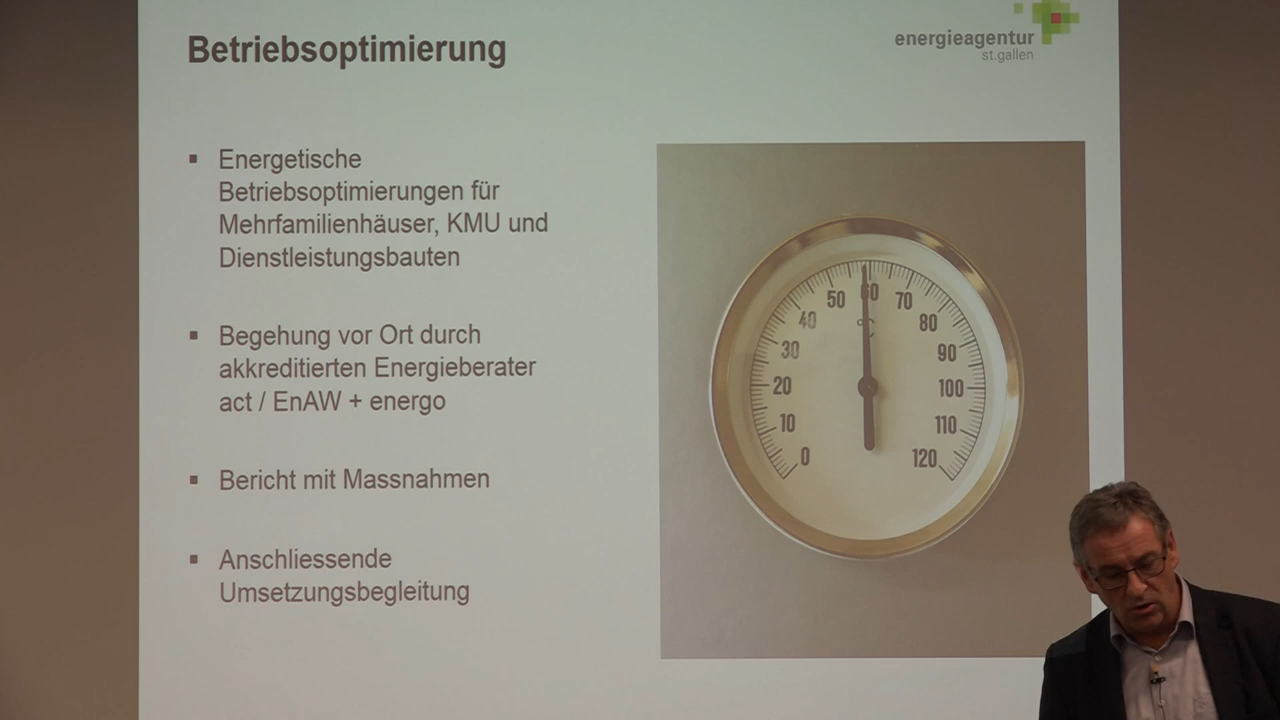 Betriebsoptimierung
energieagentur
st.gallen
▪ Energetische
Betriebsoptimierungen für
Mehrfamilienhäuser, KMU und
Dienstleistungsbauten
▪ Begehung vor Ort durch
akkreditierten Energieberater
act / EnAW + energo
▪ Bericht mit Massnahmen
▪ Anschliessende
Umsetzungsbegleitung
0
10
20
30
40
50
60
70
80
90
100
110
120
°C